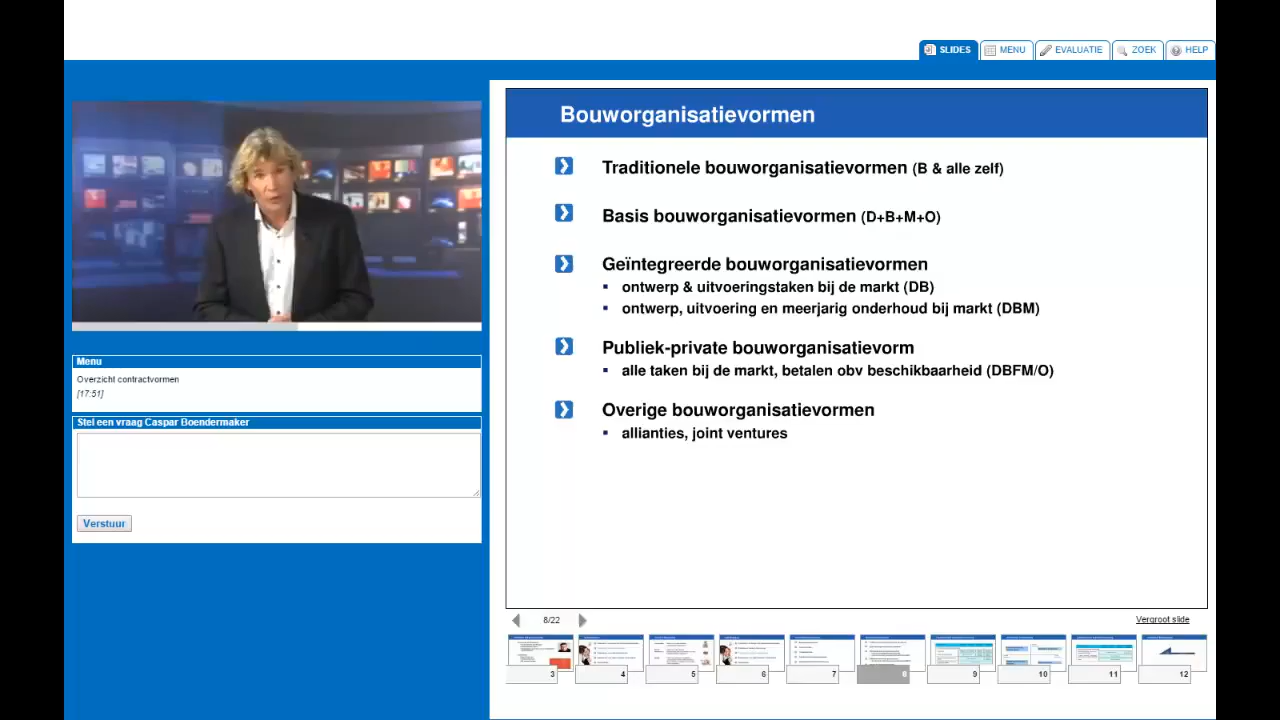 SLIDES
MENU
EVALUATIE
ZOEK
HELP
Bouworganisatievormen
Traditionele bouworganisatievormen (B & alle zelf)
Basis bouworganisatievormen (D+B+M+O)
Geïntegreerde bouworganisatievormen
ontwerp & uitvoeringstaken bij de markt (DB)
ontwerp, uitvoering en meerjarig onderhoud bij markt (DBM)
Publiek-private bouworganisatievorm
alle taken bij de markt, betalen obv beschikbaarheid (DBFM/O)
Overige bouworganisatievormen
allianties, joint ventures
Menu
Overzicht contractvormen
[17:51]
Stel een vraag Caspar Boendermaker
Verstuur
8/22
Vergroot slide
3
4
5
6
7
8
9
10
11
12